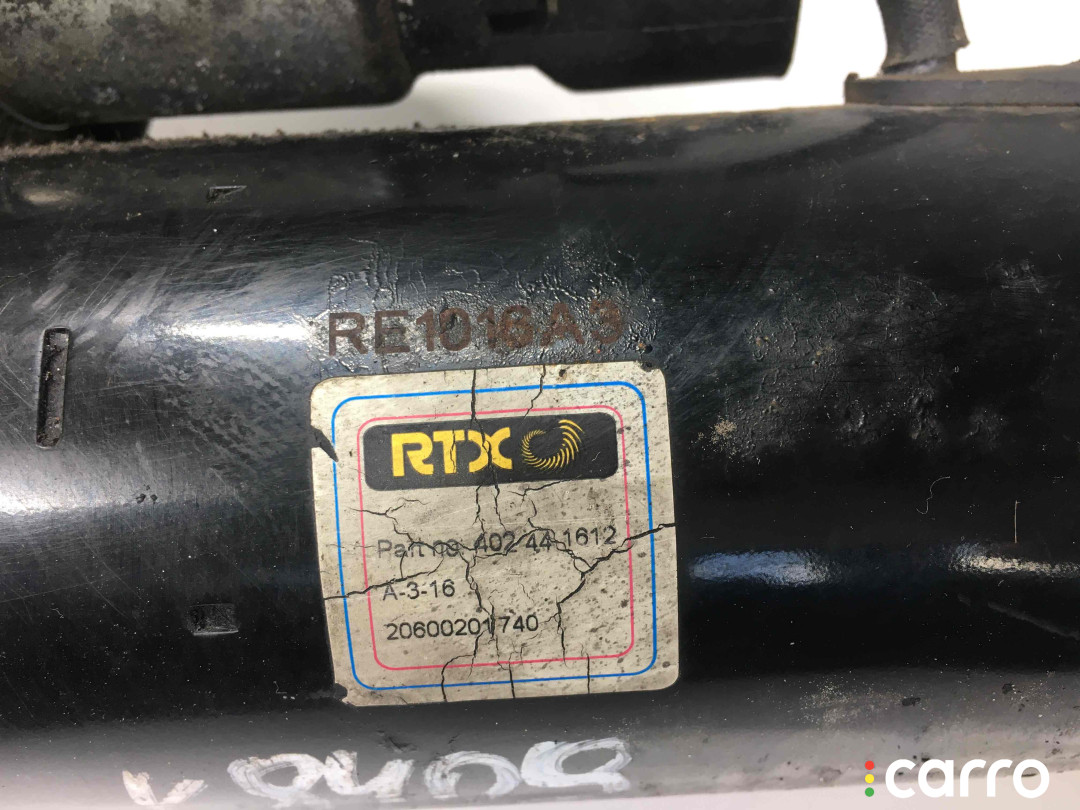 RE1016A3
RTX
Part no. 402 44 1612
A-3-16
20600201740
carro